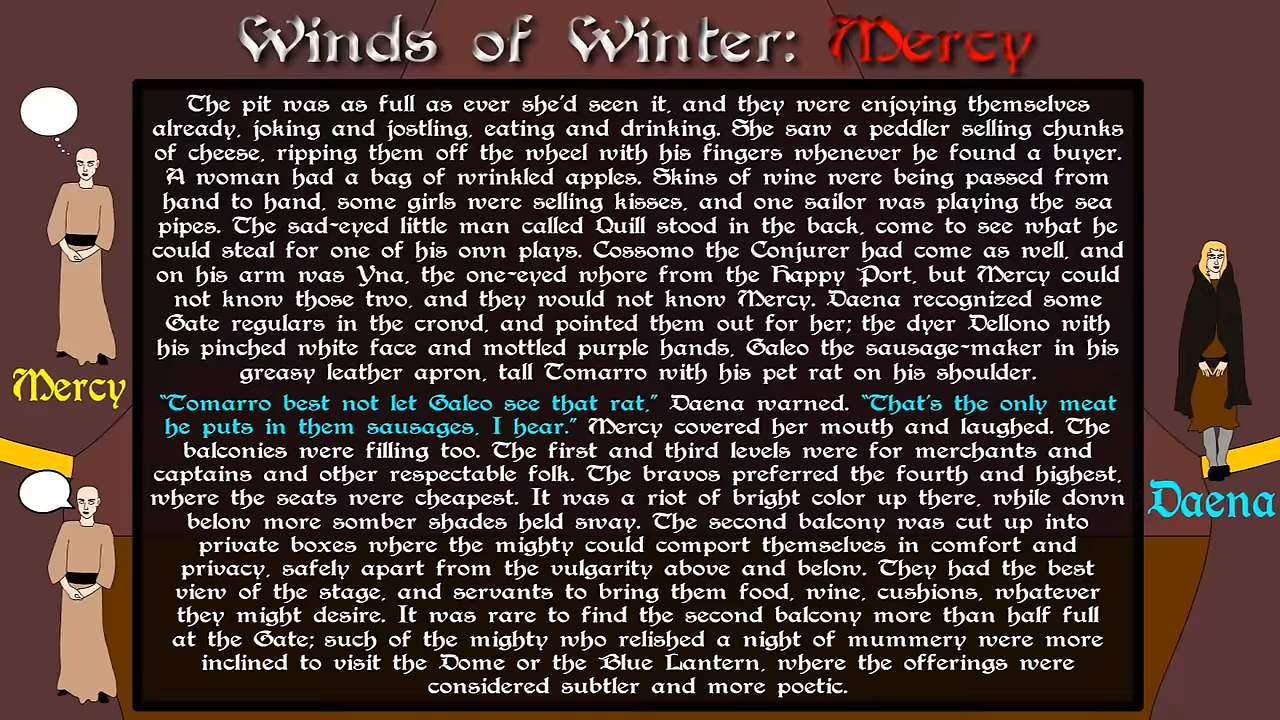 Winds of Winter: Mercy
The pit was as full as ever she'd seen it, and they were enjoying themselves
already, joking and jostling, eating and drinking. She saw a peddler selling chunks
of cheese, ripping them off the wheel with his fingers whenever he found a buyer.
A woman had a bag of wrinkled apples. Skins of wine were being passed from
hand to hand, some girls were selling kisses, and one sailor was playing the sea
pipes. The sad-eyed little man called Quill stood in the back, come to see what he
could steal for one of his own plays. Cossomo the Conjurer had come as well, and
on his arm was Yna, the one-eyed whore from the Happy Port, but Mercy could
not know those two, and they would not know Mercy. Daena recognized some
Gate regulars in the crowd, and pointed them out for her; the dyer Dellono with
his pinched white face and mottled purple hands, Galeo the sausage-maker in his
greasy leather apron, tall Tomarro with his pet rat on his shoulder.
"Tomarro best not let Galeo see that rat," Daena warned. "That's the only meat
he puts in them sausages, I hear." Mercy covered her mouth and laughed. The
balconies were filling too. The first and third levels were for merchants and
captains and other respectable folk. The bravos preferred the fourth and highest,
where the seats were cheapest. It was a riot of bright color up there, while down
below more somber shades held sway. The second balcony was cut up into
private boxes where the mighty could comport themselves in comfort and
privacy, safely apart from the vulgarity above and below. They had the best
view of the stage, and servants to bring them food, wine, cushions, whatever
they might desire. It was rare to find the second balcony more than half full
at the Gate; such of the mighty who relished a night of mummery were more
inclined to visit the Dome or the Blue Lantern, where the offerings were
considered subtler and more poetic.
Mercy
Daena